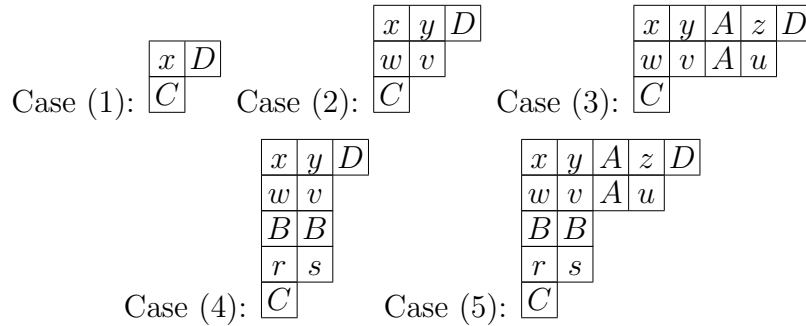 x y D x y A z D
x D w v w v A u
Case (1): C Case (2): C Case (3): C
x y D x y A z D
w v w v A u
B B B B
r s r s
Case (4): C Case (5): C